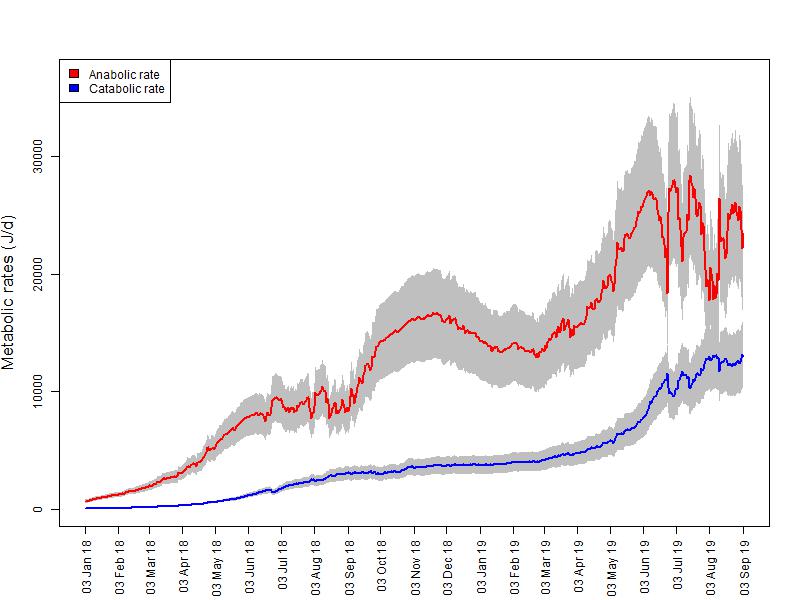 Anabolic rate
Catabolic rate
Metabolic rates (J/d)
30000
20000
10000
0
03 Jan 18
03 Feb 18
03 Mar 18
03 Apr 18
03 May 18
03 Jun 18
03 Jul 18
03 Aug 18
03 Sep 18
03 Oct 18
03 Nov 18
03 Dec 18
03 Jan 19
03 Feb 19
03 Mar 19
03 Apr 19
03 May 19
03 Jun 19
03 Jul 19
03 Aug 19
03 Sep 19